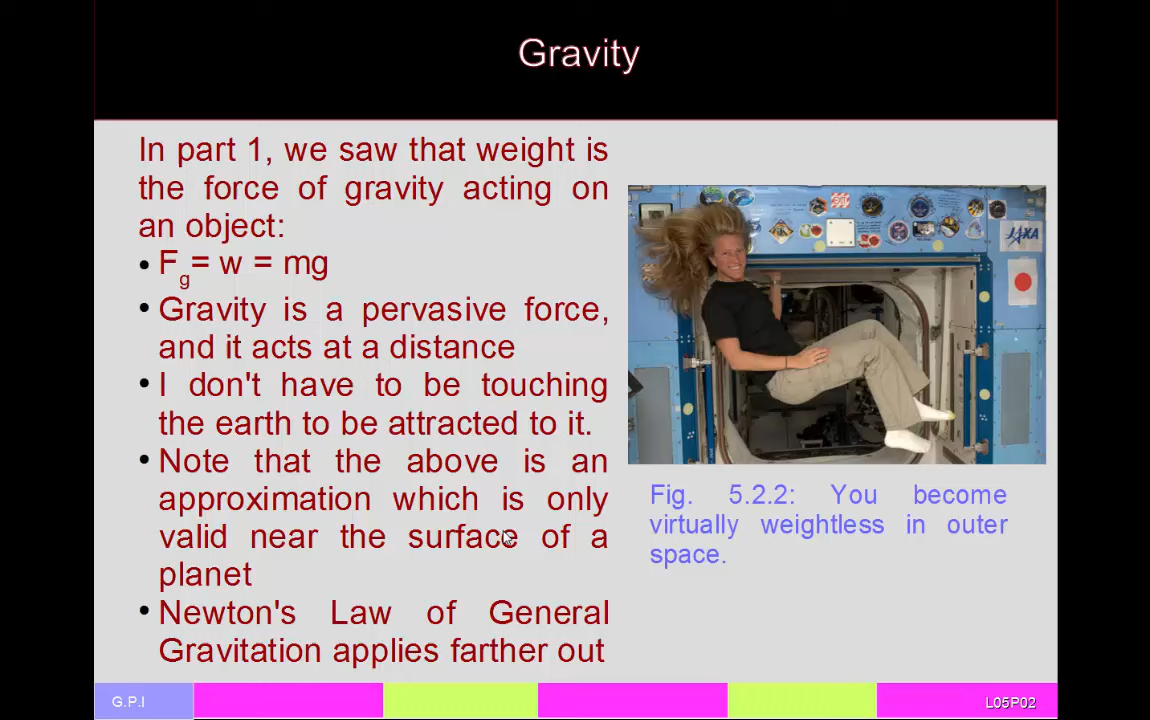 Gravity
In part 1, we saw that weight is
the force of gravity acting on
an object:
• Fg= w = mg
• Gravity is a pervasive force,
and it acts at a distance
• I don't have to be touching
the earth to be attracted to it.
• Note that the above is an
approximation which is only
valid near the surface of a
planet
• Newton's Law of General
Gravitation applies farther out
JAXA
Fig. 5.2.2: You become
virtually weightless in outer
space.
G.P.I
L05P02